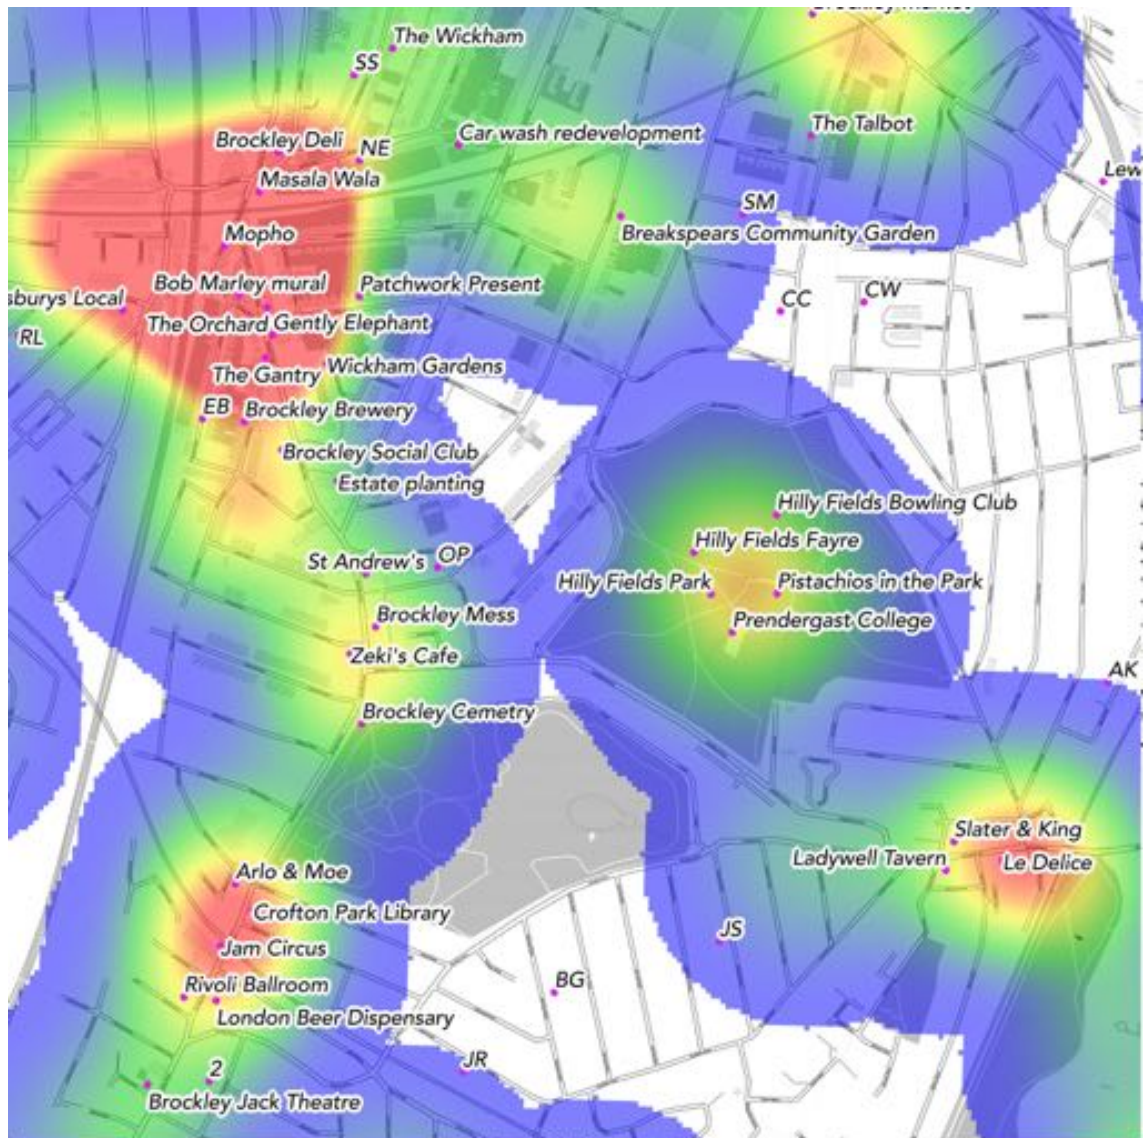 Brockley Market
The Wickham
SS
Car wash redevelopment
The Talbot
Brockley Deli
NE
Masala Wala
Lew
SM
Mopho
Breakspears Community Garden
Bob Marley mural
Patchwork Present
sburys Local
CC
CW
The Orchard
Gently Elephant
RL
The Gantry
Wickham Gardens
EB
Brockley Brewery
Brockley Social Club
Estate planting
Hilly Fields Bowling Club
Hilly Fields Fayre
St Andrew's
OP
Hilly Fields Park
Pistachios in the Park
Brockley Mess
Prendergast College
Zeki's Cafe
AK
Brockley Cemetry
Slater & King
Ladywell Tavern
Le Delice
Arlo & Moe
Crofton Park Library
JS
Jam Circus
BG
Rivoli Ballroom
London Beer Dispensary
JR
2
Brockley Jack Theatre